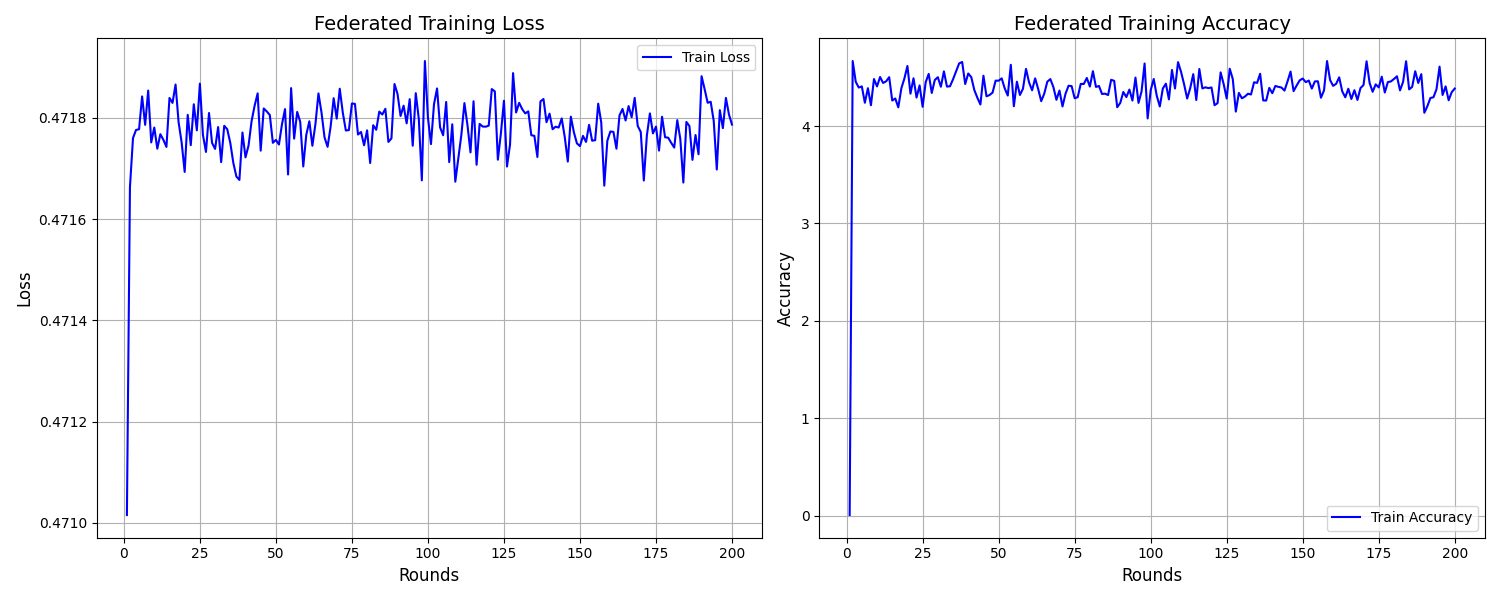 Federated Training Loss
Train Loss
0.4718
0.4716
0.4714
0.4712
0.4710
Loss
0 25 50 75 100 125 150 175 200
Rounds
Federated Training Accuracy
4
3
2
1
0
Accuracy
Train Accuracy
0 25 50 75 100 125 150 175 200
Rounds